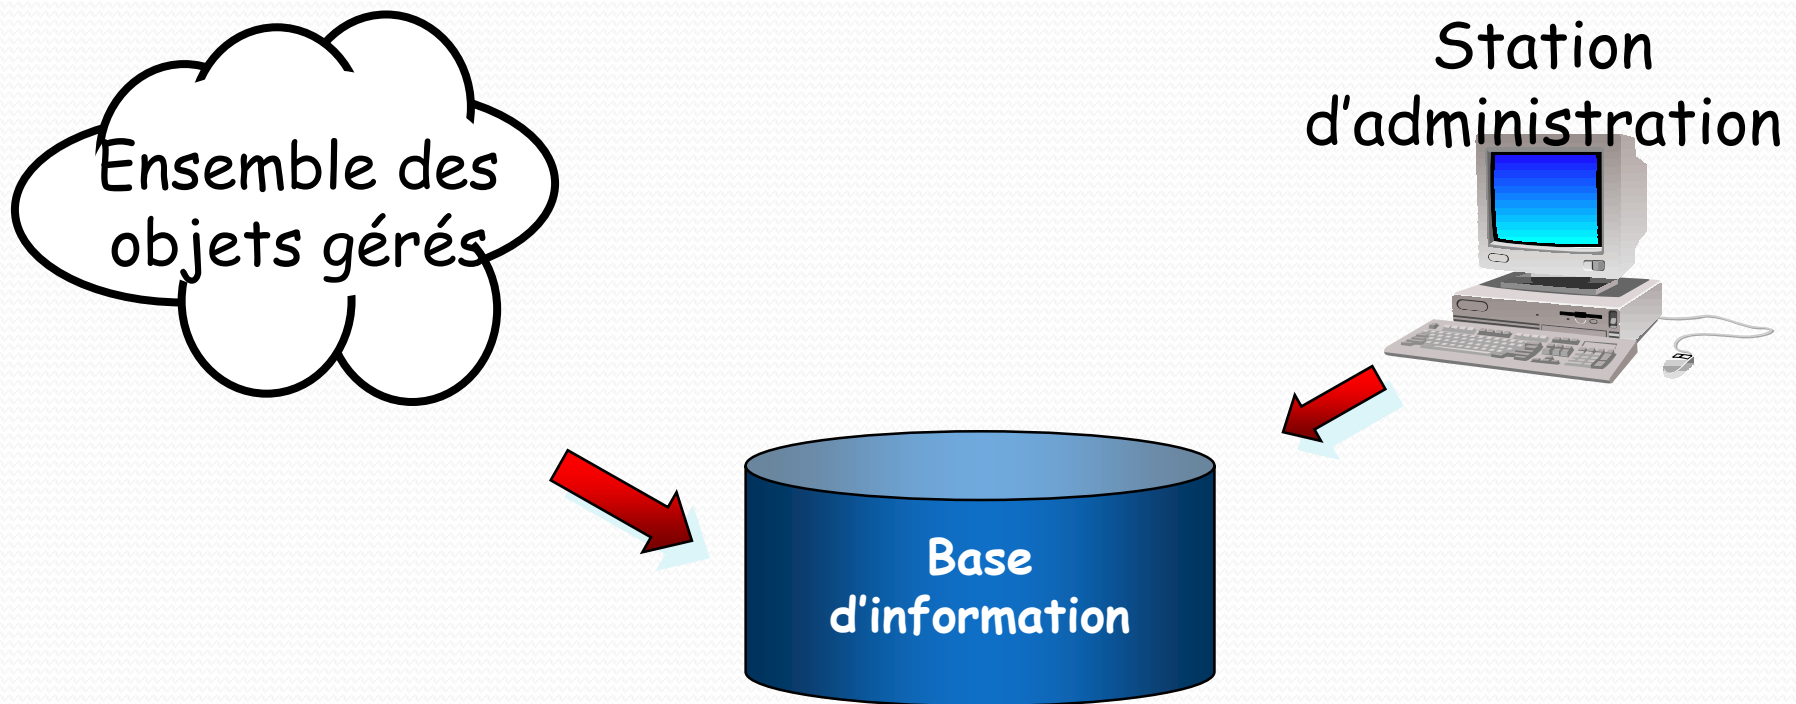 Ensemble des
objets gérés
Station
d’administration
Base
d'information